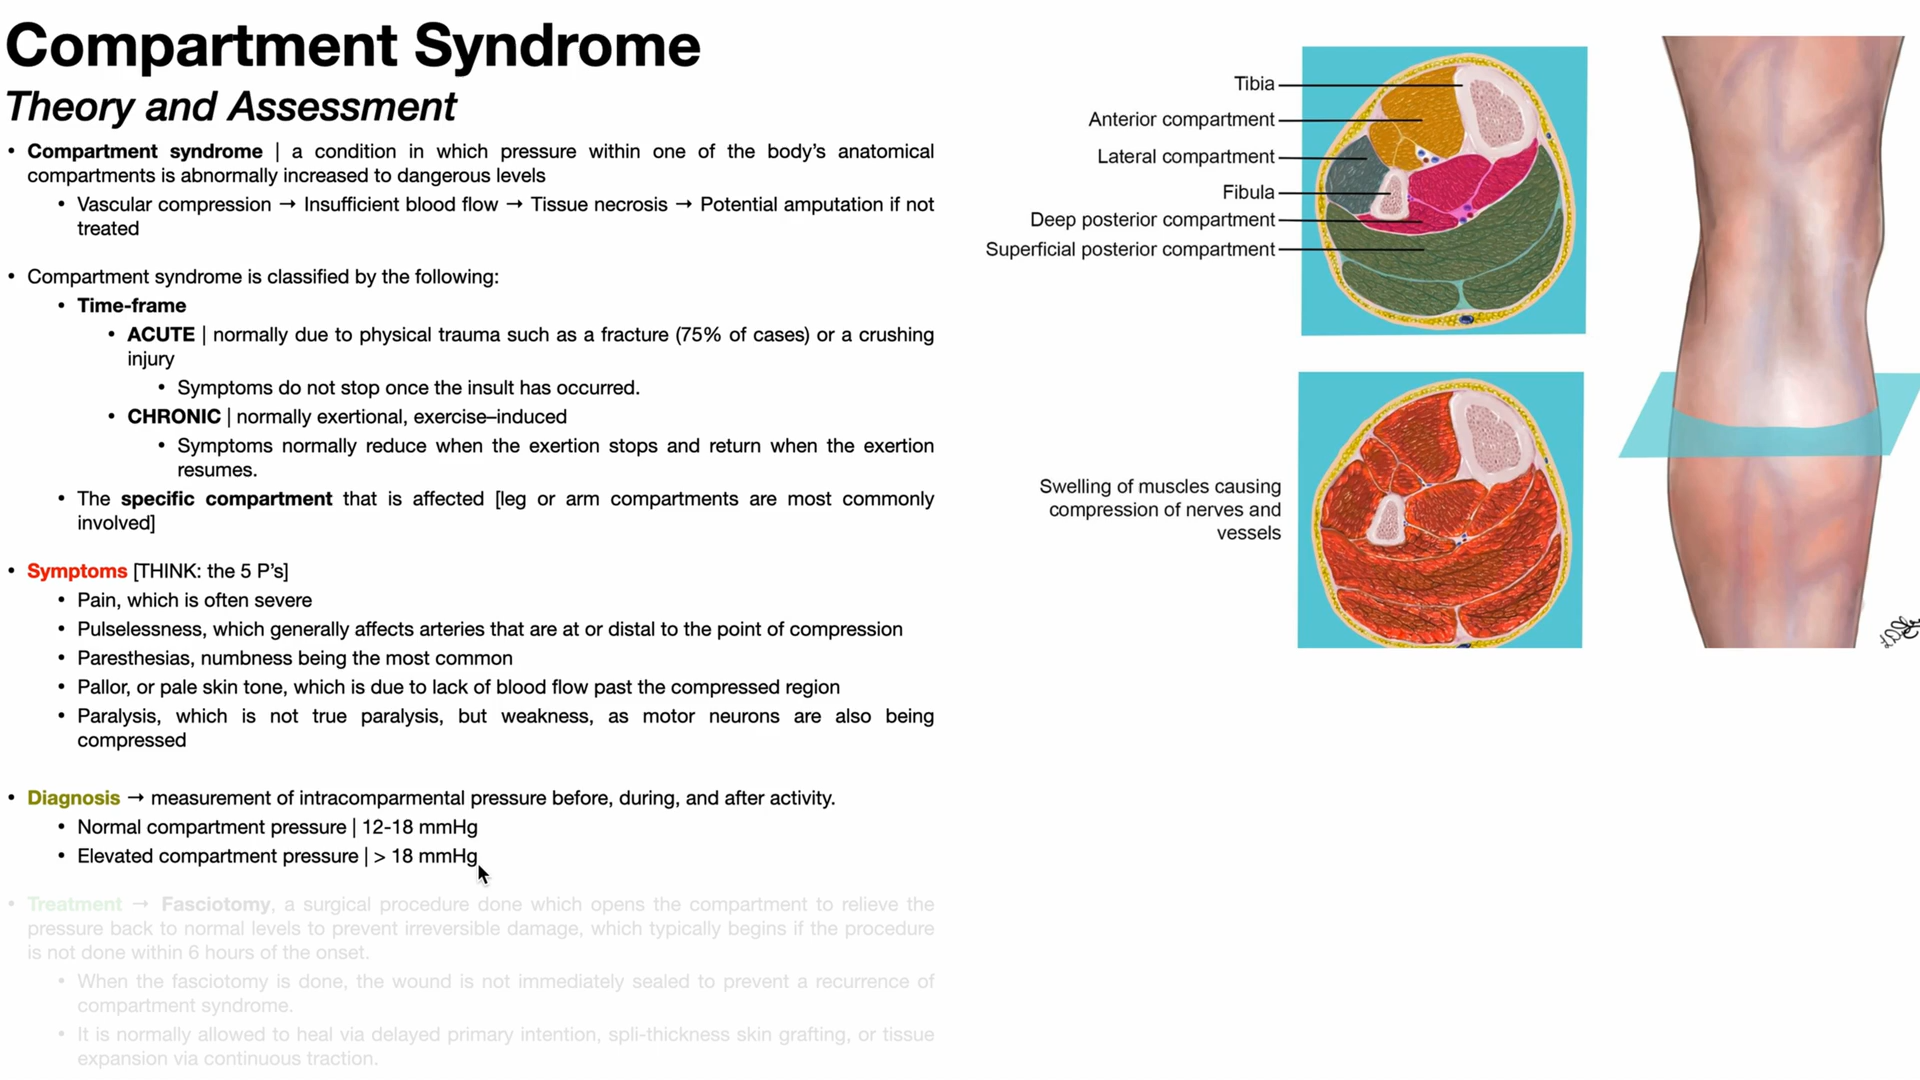 Compartment Syndrome
Theory and Assessment
• Compartment syndrome | a condition in which pressure within one of the body's anatomical
compartments is abnormally increased to dangerous levels
• Vascular compression → Insufficient blood flow → Tissue necrosis → Potential amputation if not
treated
• Compartment syndrome is classified by the following:
• Time-frame
• ACUTE | normally due to physical trauma such as a fracture (75% of cases) or a crushing
injury
• Symptoms do not stop once the insult has occurred.
• CHRONIC | normally exertional, exercise–induced
• Symptoms normally reduce when the exertion stops and return when the exertion
resumes.
• The specific compartment that is affected [leg or arm compartments are most commonly
involved]
• Symptoms [THINK: the 5 P's]
• Pain, which is often severe
• Pulselessness, which generally affects arteries that are at or distal to the point of compression
• Paresthesias, numbness being the most common
• Pallor, or pale skin tone, which is due to lack of blood flow past the compressed region
• Paralysis, which is not true paralysis, but weakness, as motor neurons are also being
compressed
• Diagnosis → measurement of intracomparmental pressure before, during, and after activity.
• Normal compartment pressure | 12-18 mmHg
• Elevated compartment pressure | > 18 mmHg
• Treatment → Fasciotomy, a surgical procedure done which opens the compartment to relieve the
pressure back to normal levels to prevent irreversible damage, which typically begins if the procedure
is not done within 6 hours of the onset.
• When the fasciotomy is done, the wound is not immediately sealed to prevent a recurrence of
compartment syndrome.
• It is normally allowed to heal via delayed primary intention, spli-thickness skin grafting, or tissue
expansion via continuous traction.
Tibia
Anterior compartment
Lateral compartment
Fibula
Deep posterior compartment
Superficial posterior compartment
Swelling of muscles causing
compression of nerves and
vessels